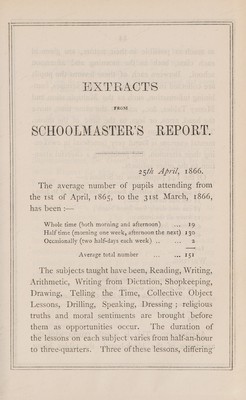 EXTRACTS
FROM
SCHOOLMASTER'S REPORT.
25th April, 1866.
The average number of pupils attending from
the 1st of April, 1865, to the 31st March, 1866,
has been :—
Whole time (both morning and afternoon) ... 19
Half time (morning one week, afternoon the next) 130
Occasionally (two half-days each week) ... ... 2
Average total number ... ... 151
The subjects taught have been, Reading, Writing,
Arithmetic, Writing from Dictation, Shopkeeping,
Drawing, Telling the Time, Collective Object
Lessons, Drilling, Speaking, Dressing ; religious
truths and moral sentiments are brought before
them as opportunities occur. The duration of
the lessons on each subject varies from half-an-hour
to three-quarters. Three of these lessons, differing